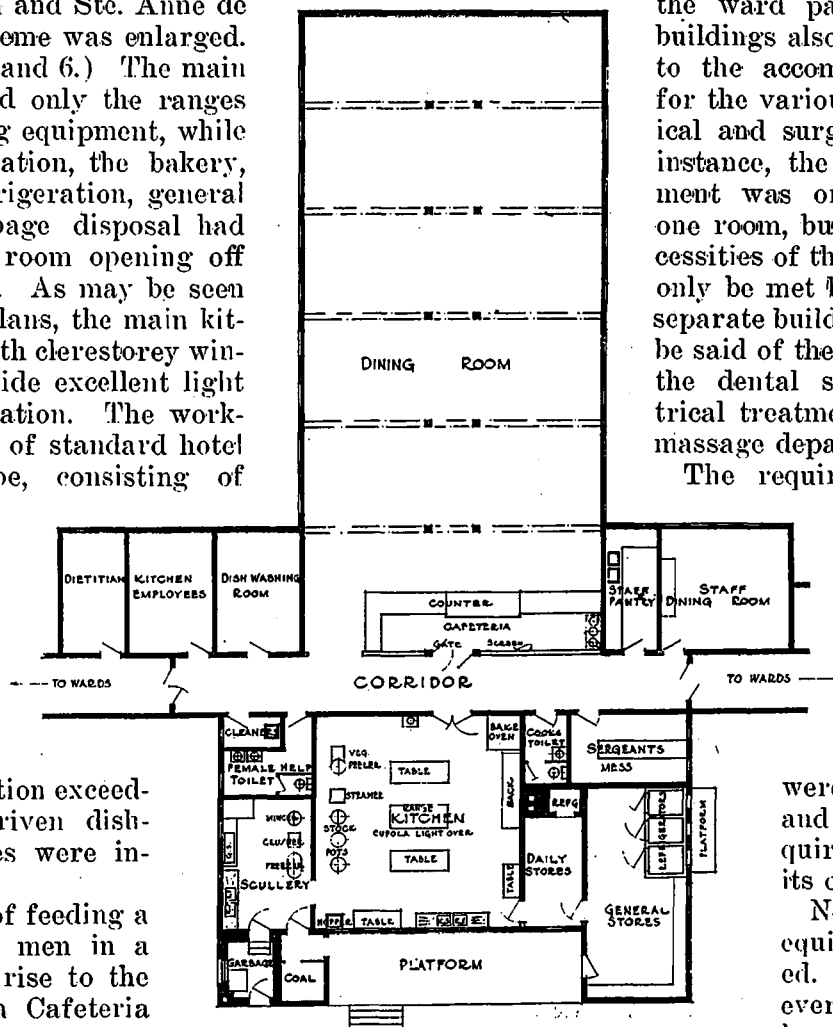 and Ste. Anne de
eme was enlarged.
and 6.) The main
d only the ranges
g equipment, while
ation, the bakery,
rigeration, general
bage disposal had
room opening off
. As may be seen
lans, the main kit-
th clerestorey win-
ide excellent light
ation. The work-
of standard hotel
pe, consisting of
the ward pa
buildings also
to the accom
for the various
ical and surg
instance, the
ment was or
one room, bu
cessities of th
only be met
separate build
be said of the
the dental s
trical treatme
massage depa
The requir
DINING ROOM
DIETITIAN
KITCHEN
EMPLOYEES
DISH WASHING
ROOM
COUNTER
CAFETERIA
GATE
SCREEN
STAFF
PANTRY
STAFF
DINING ROOM
TO WARDS
CORRIDOR
TO WARDS
CLEANER
FEMALE HELP
TOILET
VEG.
PEELER
TABLE
BAKE
OVEN
COOKS
TOILET
SERGEANTS
MESS
STEAMER
RACK
REFG
REFRIGERATORS
PLATFORM
STOCK
POTS
RANGE
KITCHEN
CUPOLA LIGHT OVER
TABLE
TABLE
DAILY
STORES
SCULLERY
HOPPER
TABLE
GENERAL
STORES
GARBAGE
COAL
PLATFORM
tion exceed-
riven dish-
es were in-
of feeding a
men in a
rise to the
a Cafeteria
were
and
quir
its c
N
equi
ed.
ever